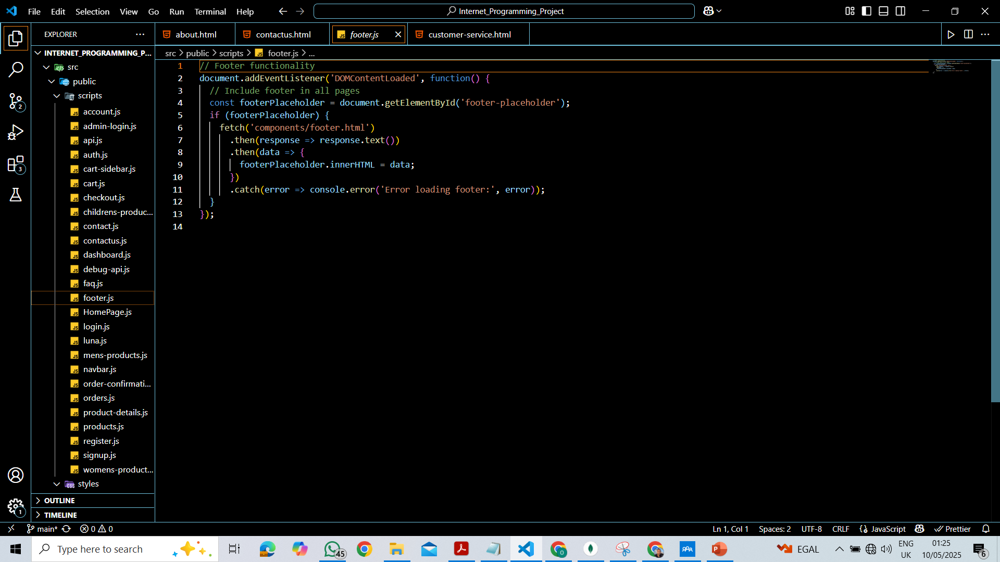 File Edit Selection View Go Run Terminal Help
Internet_Programming_Project
EXPLORER
about.html
contactus.html
footer.js
customer-service.html
INTERNET_PROGRAMMING_P...
src
public
scripts
account.js
admin-login.js
api.js
auth.js
cart-sidebar.js
cart.js
checkout.js
childrens-produc...
contact.js
contactus.js
dashboard.js
debug-api.js
faq.js
footer.js
HomePage.js
login.js
luna.js
mens-products.js
navbar.js
order-confirmati...
orders.js
product-details.js
products.js
register.js
signup.js
womens-product...
styles
OUTLINE
TIMELINE
2
3
1
src > public > scripts > footer.js > ...
1 // Footer functionality
2 document.addEventListener('DOMContentLoaded', function() {
3 // Include footer in all pages
4 const footerPlaceholder = document.getElementById('footer-placeholder');
5 if (footerPlaceholder) {
6 fetch('components/footer.html')
7 .then(response => response.text())
8 .then(data => {
9 footerPlaceholder.innerHTML = data;
10 })
11 .catch(error => console.error('Error loading footer:', error));
12 }
13 });
14
main* 0 0
Ln 1, Col 1 Spaces: 2 UTF-8 CRLF JavaScript Prettier
Type here to search
45
EGAL
ENG
UK
01:25
10/05/2025
6